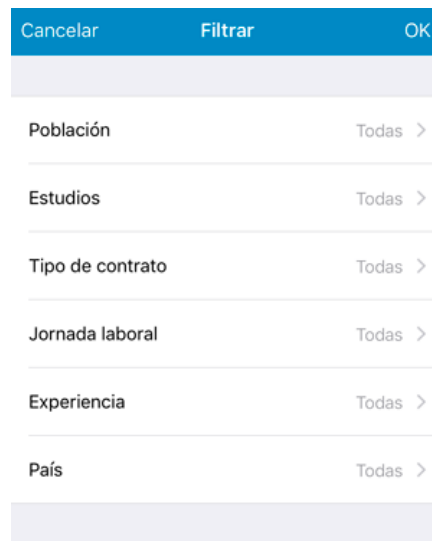 Cancelar Filtrar OK
Población Todas >
Estudios Todas >
Tipo de contrato Todas >
Jornada laboral Todas >
Experiencia Todas >
País Todas >